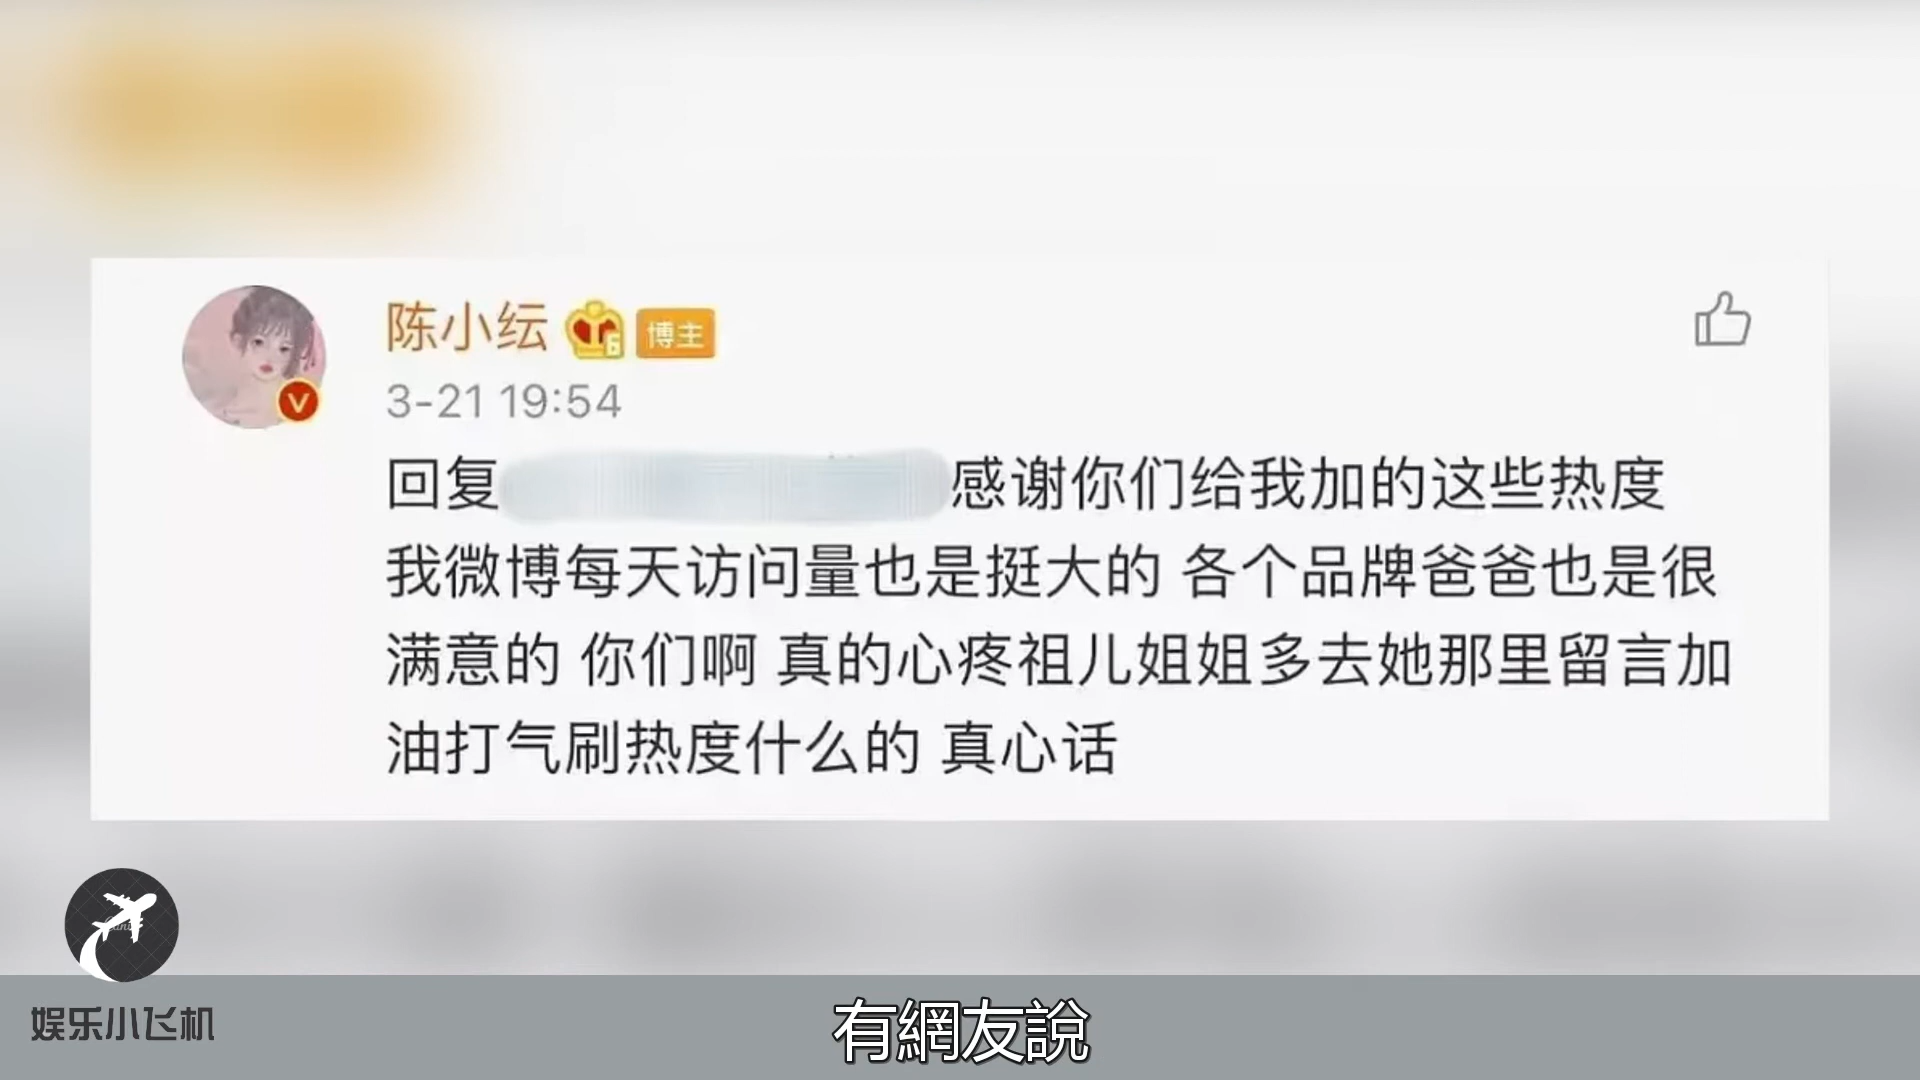 陈小纭 6 博主
3-21 19:54
回复 感谢你们给我加的这些热度
我微博每天访问量也是挺大的 各个品牌爸爸也是很
满意的 你们啊 真的心疼祖儿姐姐多去她那里留言加
油打气刷热度什么的 真心话
娱乐小飞机
有網友說